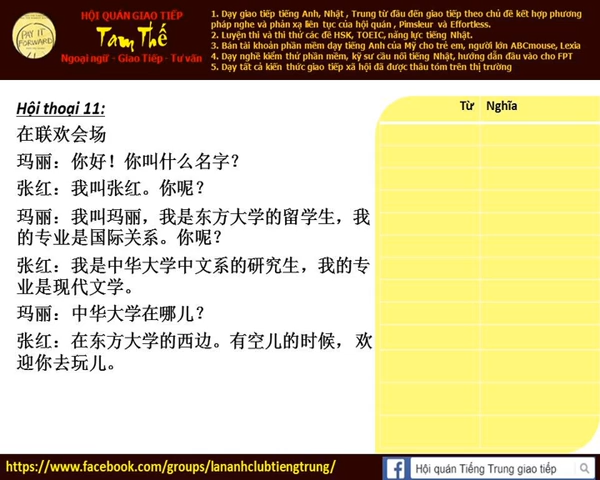 PAY IT
FORWARD
HỘI QUÁN GIAO TIẾP
Tam Thế
Ngoại ngữ - Giao Tiếp - Tư vấn
1. Dạy giao tiếp tiếng Anh, Nhật , Trung từ đầu đến giao tiếp theo chủ đề kết hợp phương
pháp nghe và phản xạ liên tục của hội quán , Pimsleur và Effortless.
2. Luyện thi và thi thử các đề HSK, TOEIC, năng lực tiếng Nhật.
3. Bán tài khoản phần mềm dạy tiếng Anh của Mỹ cho trẻ em, người lớn ABCmouse, Lexia
4. Dạy nghề kiểm thử phần mềm, kỹ sư cầu nối tiếng Nhật, hướng dẫn đầu vào cho FPT
5. Dạy tất cả kiến thức giao tiếp xã hội đã được thâu tóm trên thị trường
Hội thoại 11:
在联欢会场
玛丽：你好！你叫什么名字？
张红：我叫张红。你呢？
玛丽：我叫玛丽，我是东方大学的留学生，我
的专业是国际关系。你呢？
张红：我是中华大学中文系的研究生，我的专
业是现代文学。
玛丽：中华大学在哪儿？
张红：在东方大学的西边。有空儿的时候，欢
迎你去玩儿。
Từ Nghĩa
https://www.facebook.com/groups/lananhclubtiengtrung/
f Hội quán Tiếng Trung giao tiếp